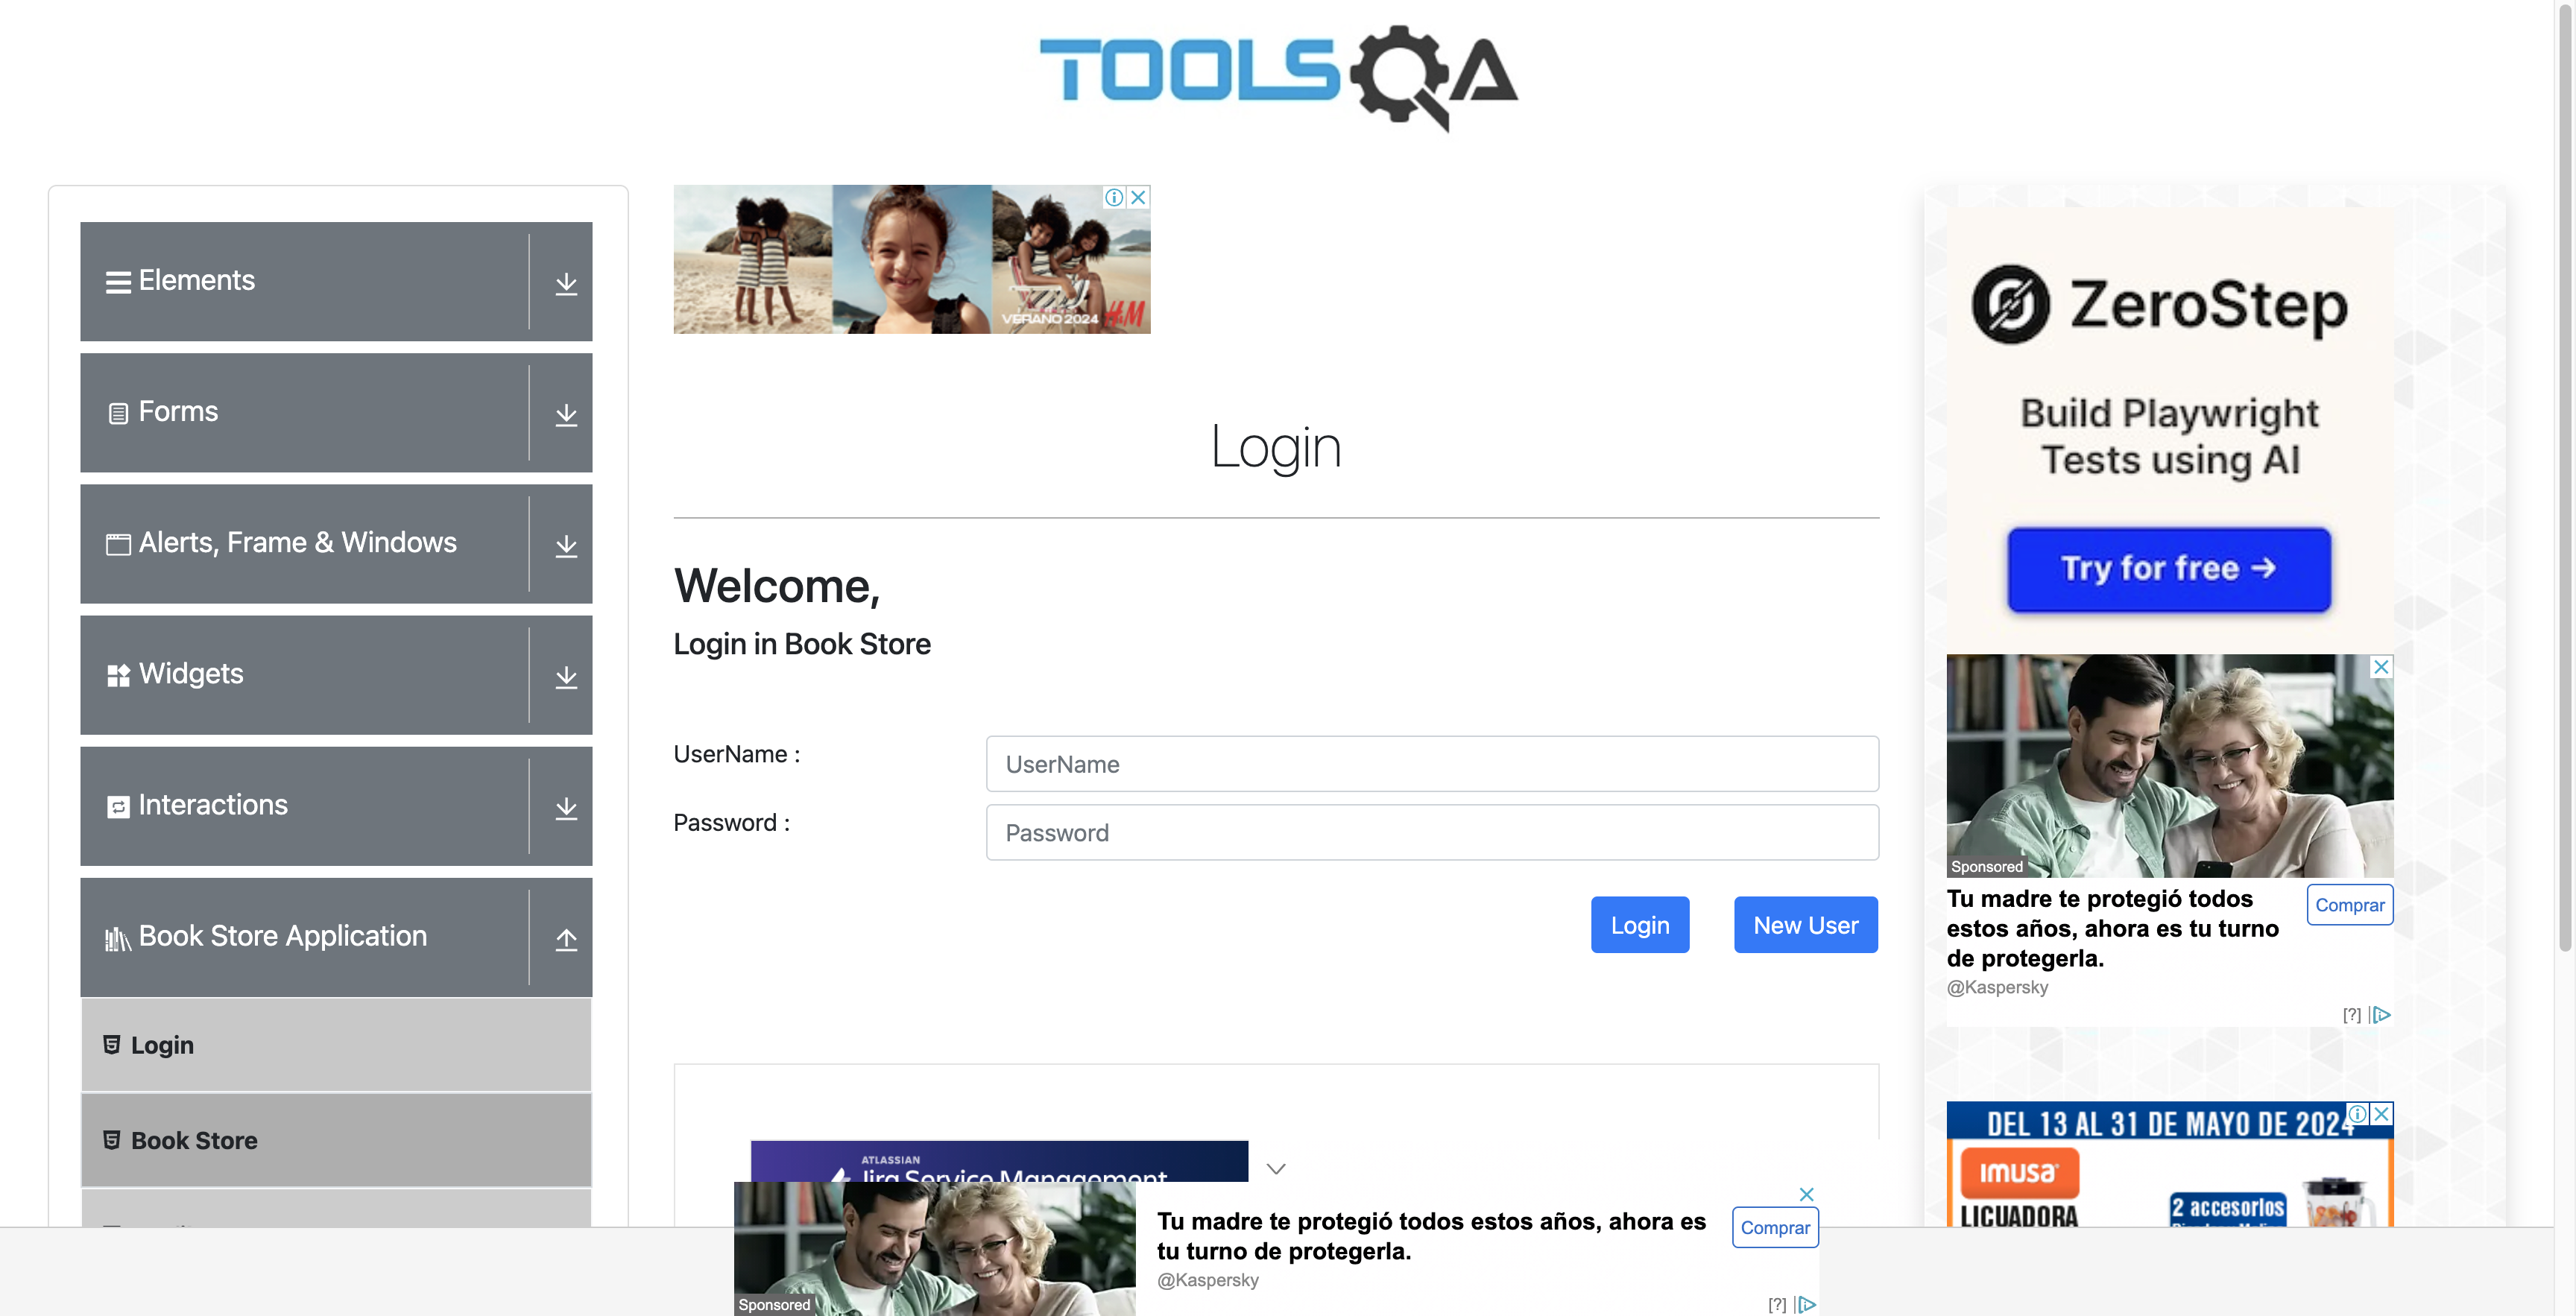 TOOLSQA
Elements
Forms
Alerts, Frame & Windows
Widgets
Interactions
Book Store Application
Login
Book Store
VERANO 2024 H&M
Login
Welcome,
Login in Book Store
UserName :
UserName
Password :
Password
Login
New User
ATLASSIAN
Jira Service Management
Sponsored
Tu madre te protegió todos estos años, ahora es
tu turno de protegerla.
@Kaspersky
Comprar
[?]
ZeroStep
Build Playwright
Tests using AI
Try for free →
Sponsored
Tu madre te protegió todos
estos años, ahora es tu turno
de protegerla.
@Kaspersky
Comprar
[?]
DEL 13 AL 31 DE MAYO DE 2024
IMUSA
LICUADORA
2 accesorios